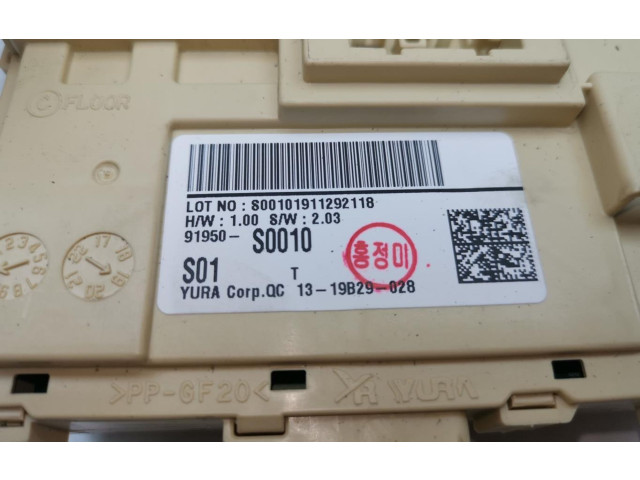 FLOOR
LOT NO : S00101911292118
H/W : 1.00 S/W : 2.03
91950- S0010
홍정미
S01 T
YURA Corp.QC 13-19B29-028
>PP-GF20< YURA